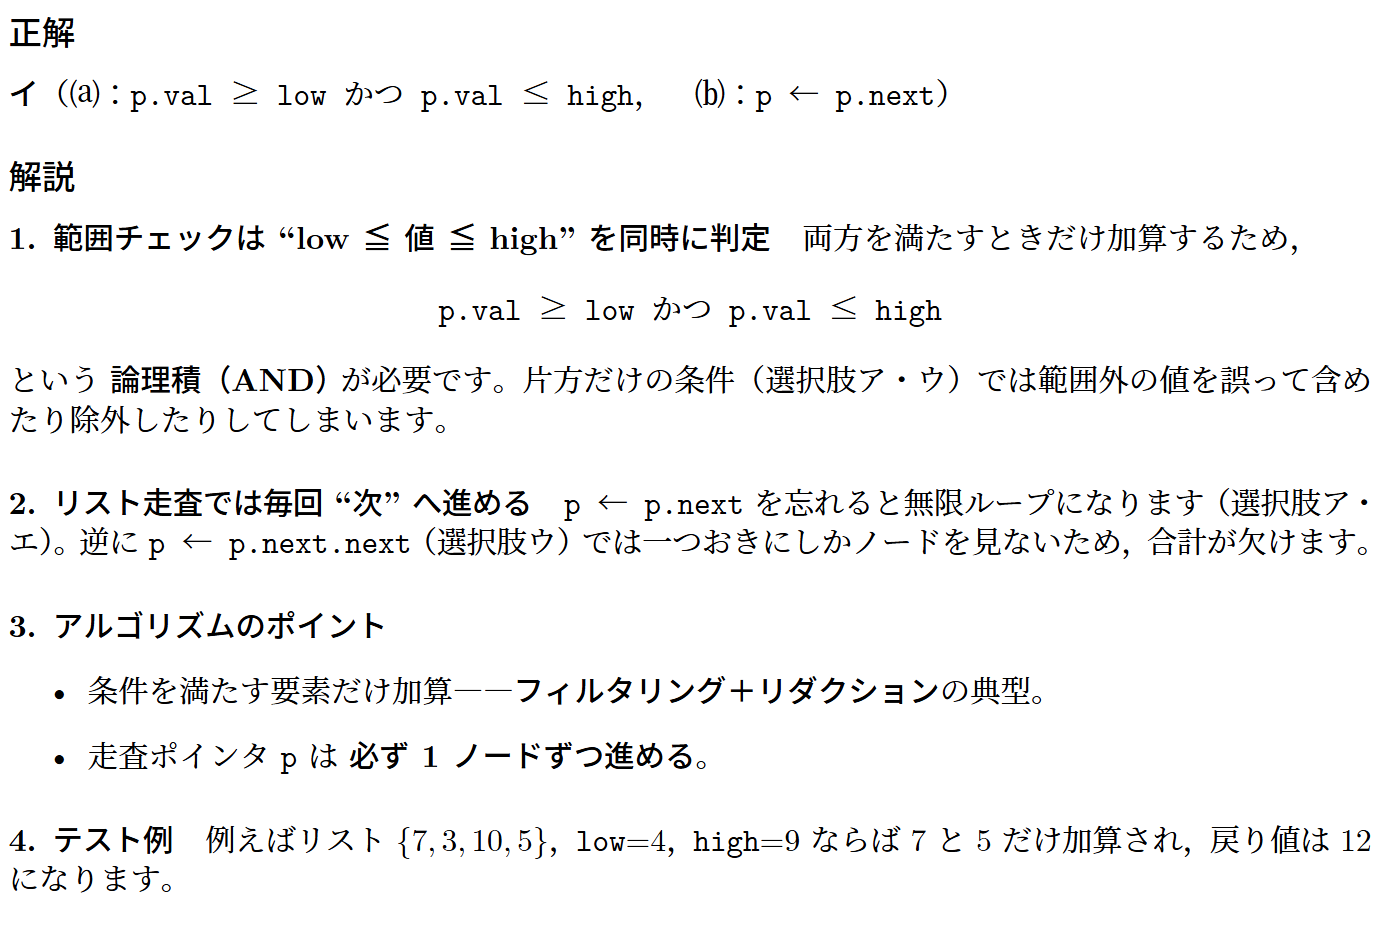 正解
イ（(a)：p.val ≥ low かつ p.val ≤ high，　(b)：p ← p.next）
解説
1. 範囲チェックは “low ≦ 値 ≦ high” を同時に判定　両方を満たすときだけ加算するため，
p.val ≥ low かつ p.val ≤ high
という 論理積（AND）が必要です。片方だけの条件（選択肢ア・ウ）では範囲外の値を誤って含め
たり除外したりしてしまいます。
2. リスト走査では毎回 “次” へ進める　p ← p.next を忘れると無限ループになります（選択肢ア・
エ）。逆に p ← p.next.next（選択肢ウ）では一つおきにしかノードを見ないため，合計が欠けます。
3. アルゴリズムのポイント
• 条件を満たす要素だけ加算——フィルタリング＋リダクションの典型。
• 走査ポインタ p は 必ず 1 ノードずつ進める。
4. テスト例　例えばリスト {7, 3, 10, 5}，low=4，high=9 ならば 7 と 5 だけ加算され，戻り値は 12
になります。